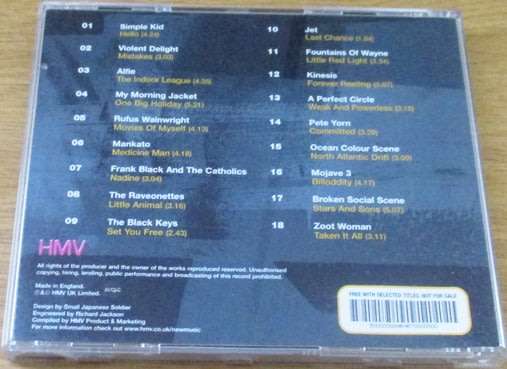 01 Simple Kid
Hello (4.24)
02 Violent Delight
Mistakes (3.03)
03 Alfie
The Indoor League (4.35)
04 My Morning Jacket
One Big Holiday (5.21)
05 Rufus Wainwright
Movies Of Myself (4.13)
06 Mankato
Medicine Man (4.18)
07 Frank Black And The Catholics
Nadine (3.04)
08 The Raveonettes
Little Animal (3.16)
09 The Black Keys
Set You Free (2.43)
10 Jet
Last Chance (1.54)
11 Fountains Of Wayne
Little Red Light (3.34)
12 Kinesis
Forever Reeling (3.07)
13 A Perfect Circle
Weak And Powerless (3.15)
14 Pete Yorn
Committed (3.09)
15 Ocean Colour Scene
North Atlantic Drift (3.09)
16 Mojave 3
Billoddity (4.17)
17 Broken Social Scene
Stars And Sons (5.07)
18 Zoot Woman
Taken It All (3.11)
HMV
All rights of the producer and the owner of the works reproduced reserved. Unauthorised
copying, hiring, lending, public performance and broadcasting of this record prohibited.
Made in England.
℗&© HMV UK Limited.
Design by Small Japanese Soldier
Engineered by Richard Jackson
Compiled by HMV Product & Marketing
For more information check out www.hmv.co.uk/newmusic
FREE WITH SELECTED TITLES NOT FOR SALE